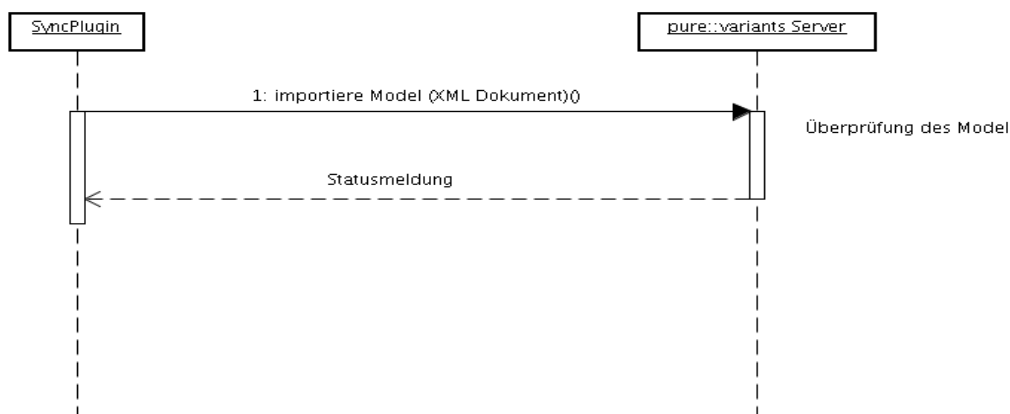 SyncPlugin
pure::variants Server
1: importiere Model (XML Dokument)()
Überprüfung des Model
Statusmeldung